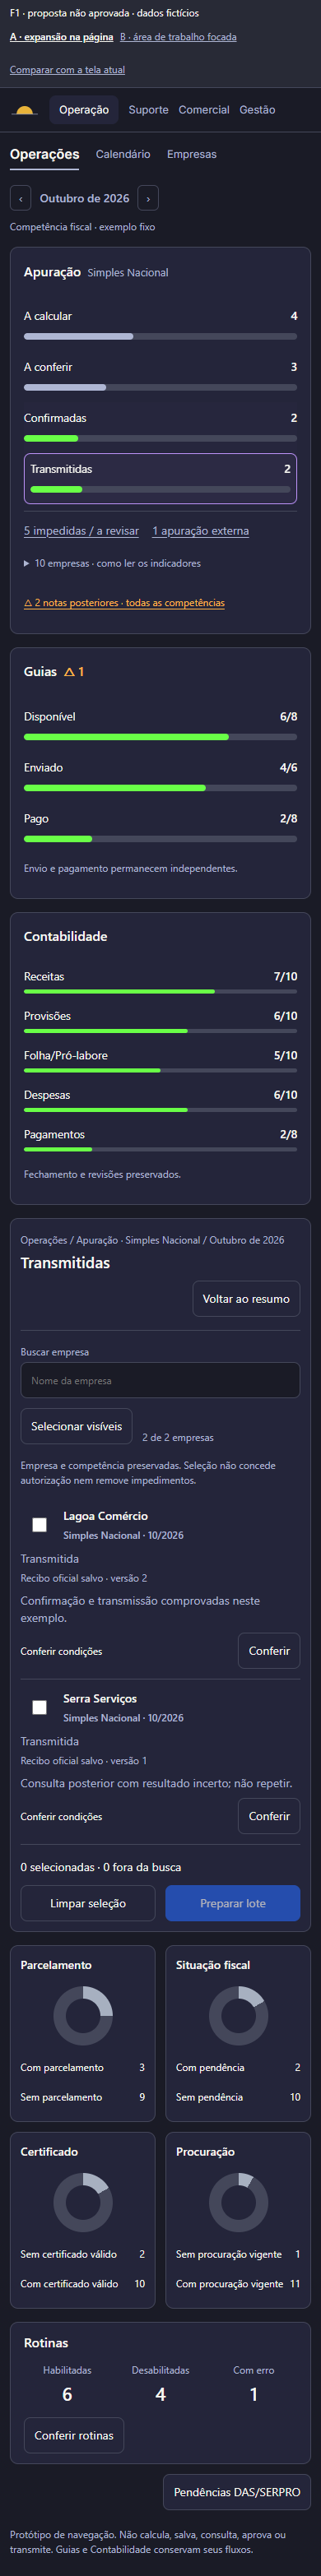 F1 · proposta não aprovada · dados fictícios
A · expansão na página B · área de trabalho focada
Comparar com a tela atual
Operação Suporte Comercial Gestão
Operações Calendário Empresas
‹ Outubro de 2026 ›
Competência fiscal · exemplo fixo
Apuração Simples Nacional
A calcular 4
A conferir 3
Confirmadas 2
Transmitidas 2
5 impedidas / a revisar 1 apuração externa
▶ 10 empresas · como ler os indicadores
△ 2 notas posteriores · todas as competências
Guias △ 1
Disponível 6/8
Enviado 4/6
Pago 2/8
Envio e pagamento permanecem independentes.
Contabilidade
Receitas 7/10
Provisões 6/10
Folha/Pró-labore 5/10
Despesas 6/10
Pagamentos 2/8
Fechamento e revisões preservados.
Operações / Apuração · Simples Nacional / Outubro de 2026
Transmitidas
Voltar ao resumo
Buscar empresa
Nome da empresa
Selecionar visíveis 2 de 2 empresas
Empresa e competência preservadas. Seleção não concede
autorização nem remove impedimentos.
Lagoa Comércio
Simples Nacional · 10/2026
Transmitida
Recibo oficial salvo · versão 2
Confirmação e transmissão comprovadas neste
exemplo.
Conferir condições Conferir
Serra Serviços
Simples Nacional · 10/2026
Transmitida
Recibo oficial salvo · versão 1
Consulta posterior com resultado incerto; não repetir.
Conferir condições Conferir
0 selecionadas · 0 fora da busca
Limpar seleção Preparar lote
Parcelamento
Com parcelamento 3
Sem parcelamento 9
Situação fiscal
Com pendência 2
Sem pendência 10
Certificado
Sem certificado válido 2
Com certificado válido 10
Procuração
Sem procuração vigente 1
Com procuração vigente 11
Rotinas
Habilitadas Desabilitadas Com erro
6 4 1
Conferir rotinas
Pendências DAS/SERPRO
Protótipo de navegação. Não calcula, salva, consulta, aprova ou
transmite. Guias e Contabilidade conservam seus fluxos.